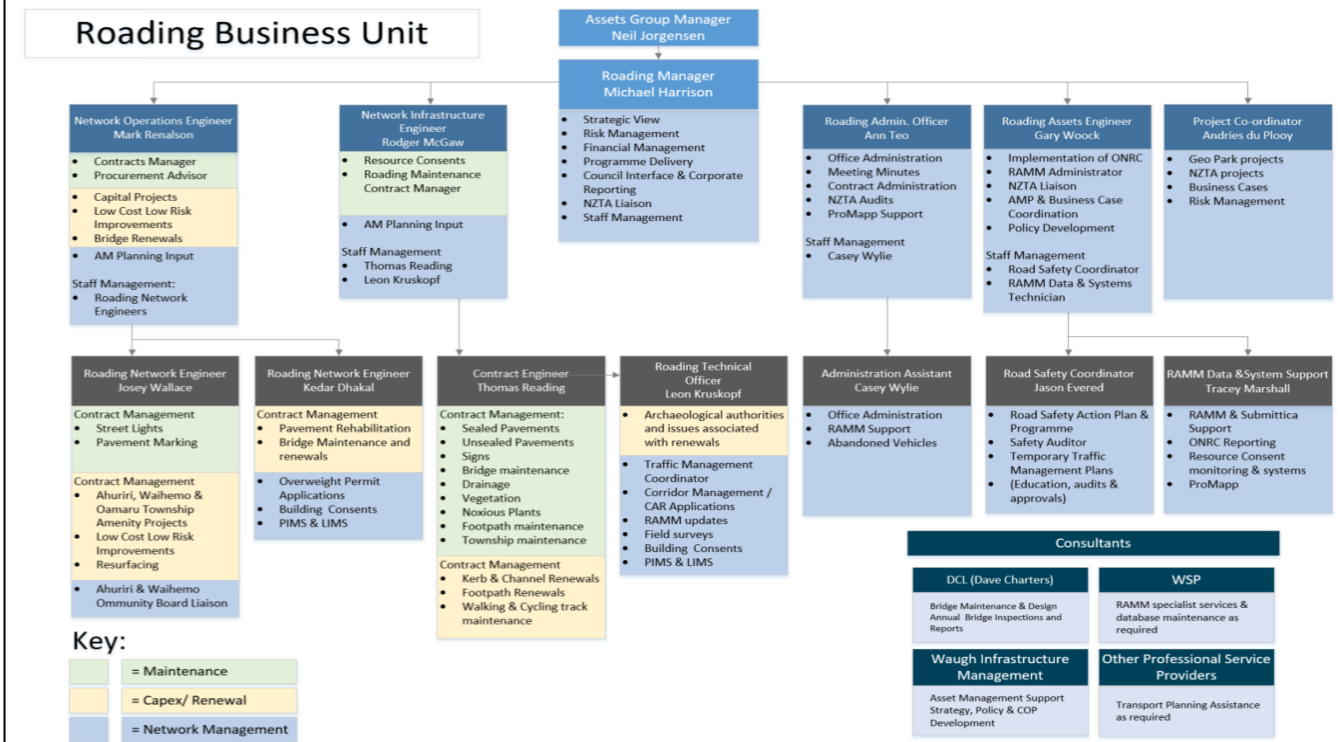 Roading Business Unit
Assets Group Manager
Neil Jorgensen
Roading Manager
Michael Harrison
• Strategic View
• Risk Management
• Financial Management
• Programme Delivery
• Council Interface & Corporate
Reporting
• NZTA Liaison
• Staff Management
Network Operations Engineer
Mark Renalson
• Contracts Manager
• Procurement Advisor
• Capital Projects
• Low Cost Low Risk
Improvements
• Bridge Renewals
• AM Planning Input
Staff Management:
• Roading Network
Engineers
Network Infrastructure
Engineer
Rodger McGaw
• Resource Consents
• Roading Maintenance
Contract Manager
• AM Planning Input
Staff Management
• Thomas Reading
• Leon Kruskopf
Roading Admin. Officer
Ann Teo
• Office Administration
• Meeting Minutes
• Contract Administration
• NZTA Audits
• ProMapp Support
Staff Management
• Casey Wylie
Roading Assets Engineer
Gary Woock
• Implementation of ONRC
• RAMM Administrator
• NZTA Liaison
• AMP & Business Case
Coordination
• Policy Development
Staff Management
• Road Safety Coordinator
• RAMM Data & Systems
Technician
Project Co-ordinator
Andries du Plooy
• Geo Park projects
• NZTA projects
• Business Cases
• Risk Management
Roading Network Engineer
Josey Wallace
Contract Management
• Street Lights
• Pavement Marking
Contract Management
• Ahuriri, Waihemo &
Oamaru Township
Amenity Projects
• Low Cost Low Risk
Improvements
• Resurfacing
• Ahuriri & Waihemo
Ommunity Board Liaison
Roading Network Engineer
Kedar Dhakal
Contract Management
• Pavement Rehabilitation
• Bridge Maintenance and
renewals
• Overweight Permit
Applications
• Building Consents
• PIMS & LIMS
Contract Engineer
Thomas Reading
Contract Management:
• Sealed Pavements
• Unsealed Pavements
• Signs
• Bridge maintenance
• Drainage
• Vegetation
• Noxious Plants
• Footpath maintenance
• Township maintenance
Contract Management
• Kerb & Channel Renewals
• Footpath Renewals
• Walking & Cycling track
maintenance
Roading Technical
Officer
Leon Kruskopf
• Archaeological authorities
and issues associated
with renewals
• Traffic Management
Coordinator
• Corridor Management /
CAR Applications
• RAMM updates
• Field surveys
• Building Consents
• PIMS & LIMS
Administration Assistant
Casey Wylie
• Office Administration
• RAMM Support
• Abandoned Vehicles
Road Safety Coordinator
Jason Evered
• Road Safety Action Plan &
Programme
• Safety Auditor
• Temporary Traffic
Management Plans
• (Education, audits &
approvals)
RAMM Data &System Support
Tracey Marshall
• RAMM & Submittica
Support
• ONRC Reporting
• Resource Consent
monitoring & systems
• ProMapp
Consultants
DCL (Dave Charters)
Bridge Maintenance & Design
Annual Bridge Inspections and
Reports
WSP
RAMM specialist services &
database maintenance as
required
Waugh Infrastructure
Management
Asset Management Support
Strategy, Policy & COP
Development
Other Professional Service
Providers
Transport Planning Assistance
as required
Key:
= Maintenance
= Capex/ Renewal
= Network Management